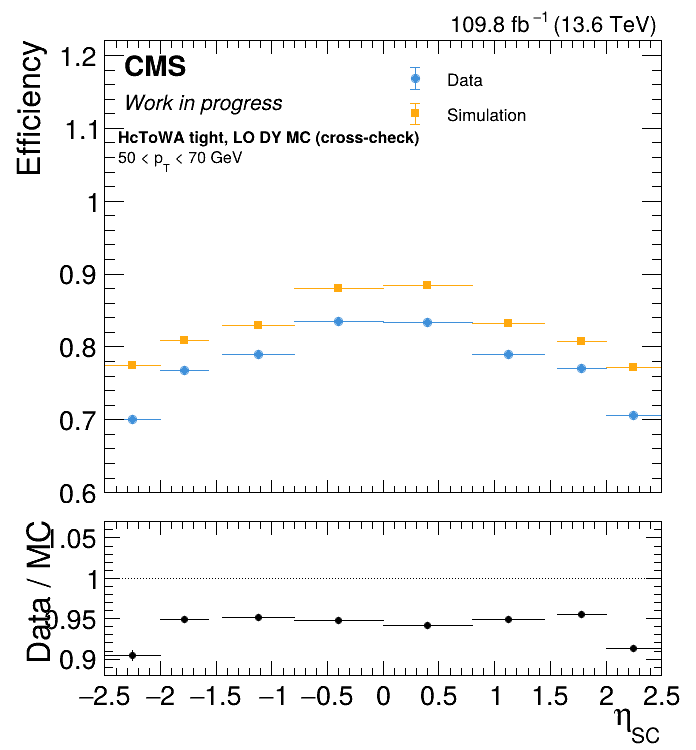 109.8 fb⁻¹ (13.6 TeV)
Efficiency
1.2
1.1
1
0.9
0.8
0.7
0.6
CMS
Work in progress
HcToWA tight, LO DY MC (cross-check)
50 < p_T < 70 GeV
Data
Simulation
Data / MC
1.05
1
0.95
0.9
−2.5 −2 −1.5 −1 −0.5 0 0.5 1 1.5 2 2.5
η_SC